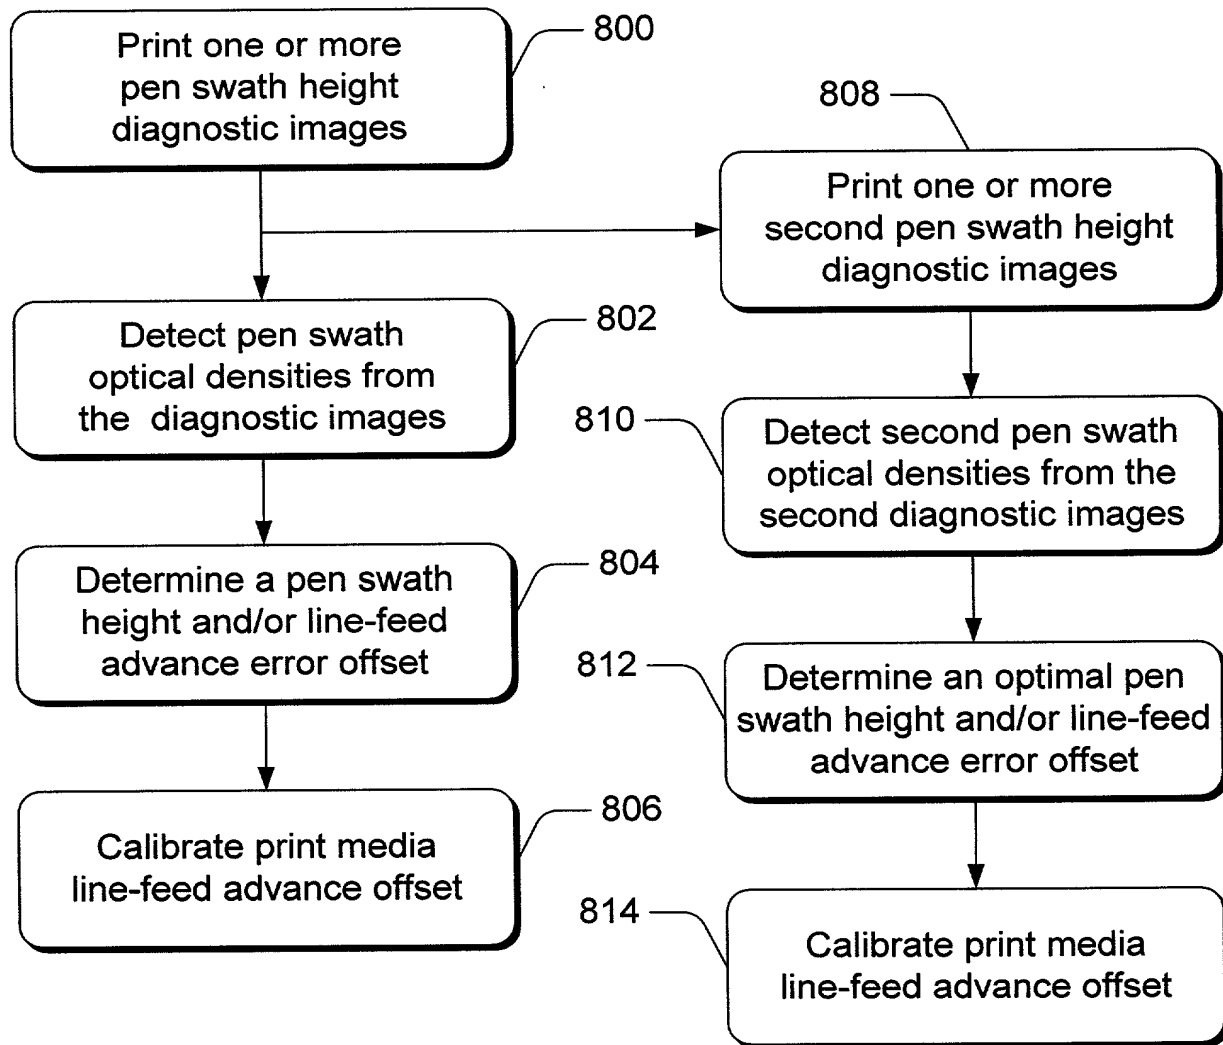 Print one or more
pen swath height
diagnostic images
800
Detect pen swath
optical densities from
the diagnostic images
802
Determine a pen swath
height and/or line-feed
advance error offset
804
Calibrate print media
line-feed advance offset
806
808
Print one or more
second pen swath height
diagnostic images
810
Detect second pen swath
optical densities from the
second diagnostic images
812
Determine an optimal pen
swath height and/or line-feed
advance error offset
814
Calibrate print media
line-feed advance offset